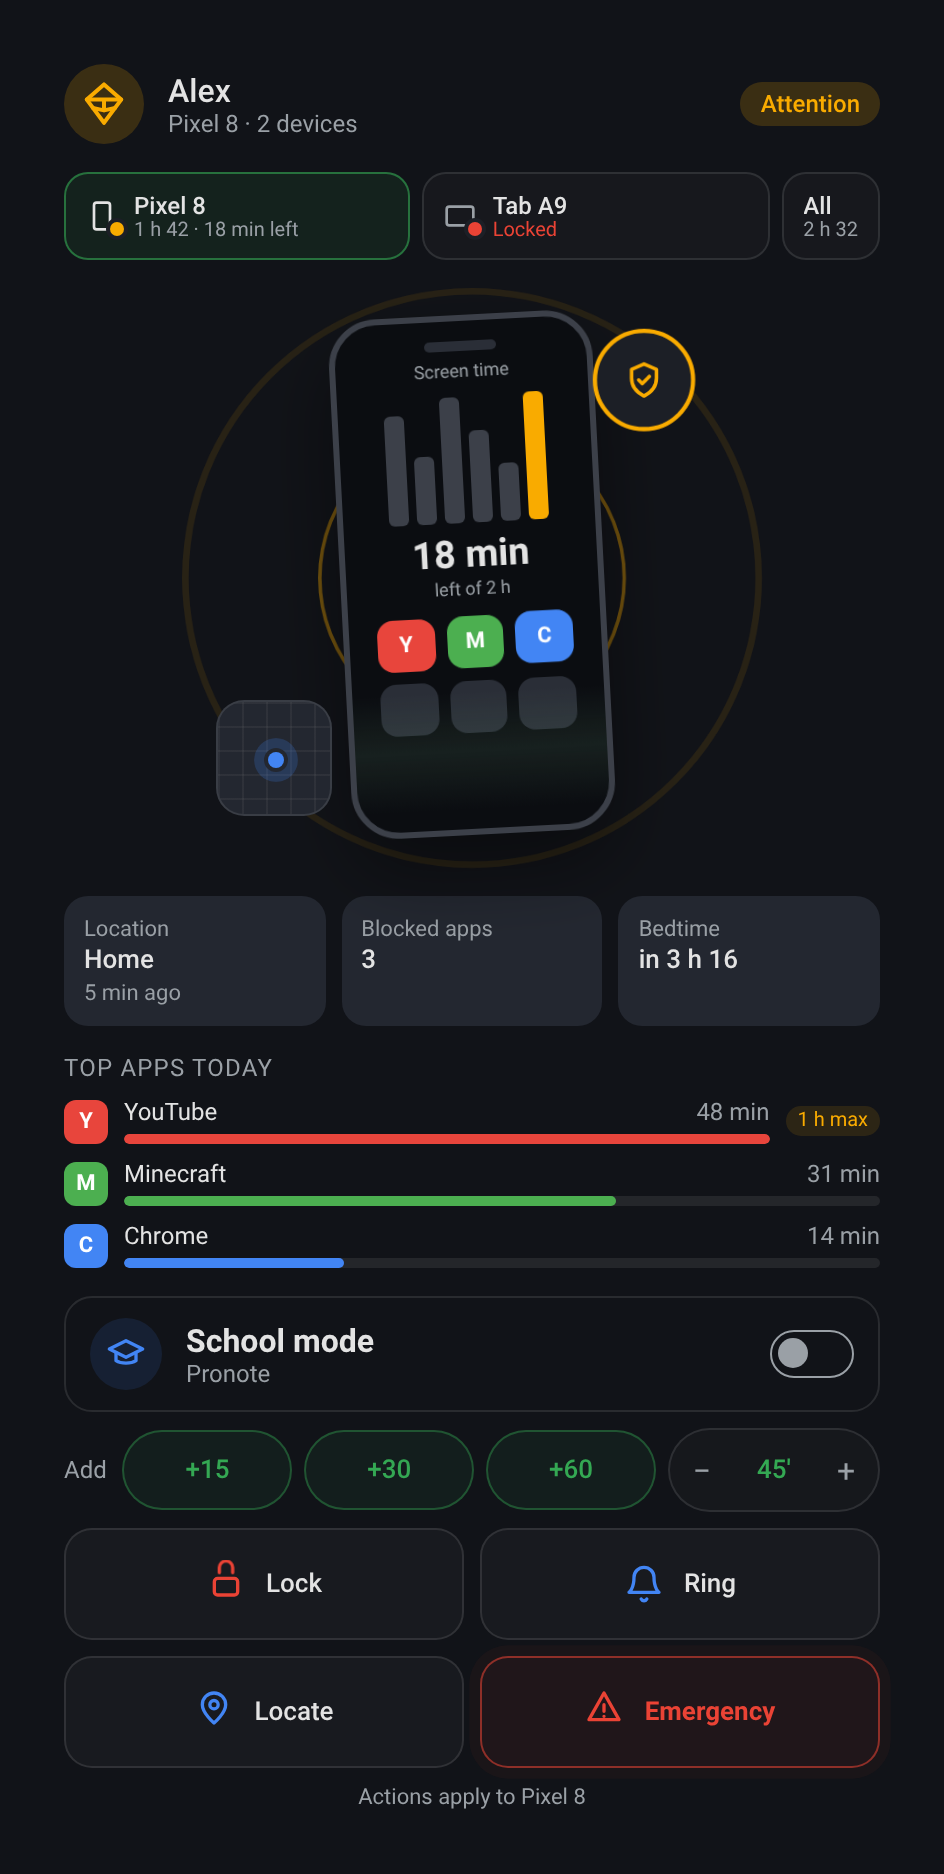 Alex
Pixel 8 · 2 devices
Attention
Pixel 8
1 h 42 · 18 min left
Tab A9
Locked
All
2 h 32
Screen time
18 min
left of 2 h
Y M C
Location
Home
5 min ago
Blocked apps
3
Bedtime
in 3 h 16
TOP APPS TODAY
Y YouTube 48 min 1 h max
M Minecraft 31 min
C Chrome 14 min
School mode
Pronote
Add +15 +30 +60 − 45' +
Lock
Ring
Locate
Emergency
Actions apply to Pixel 8